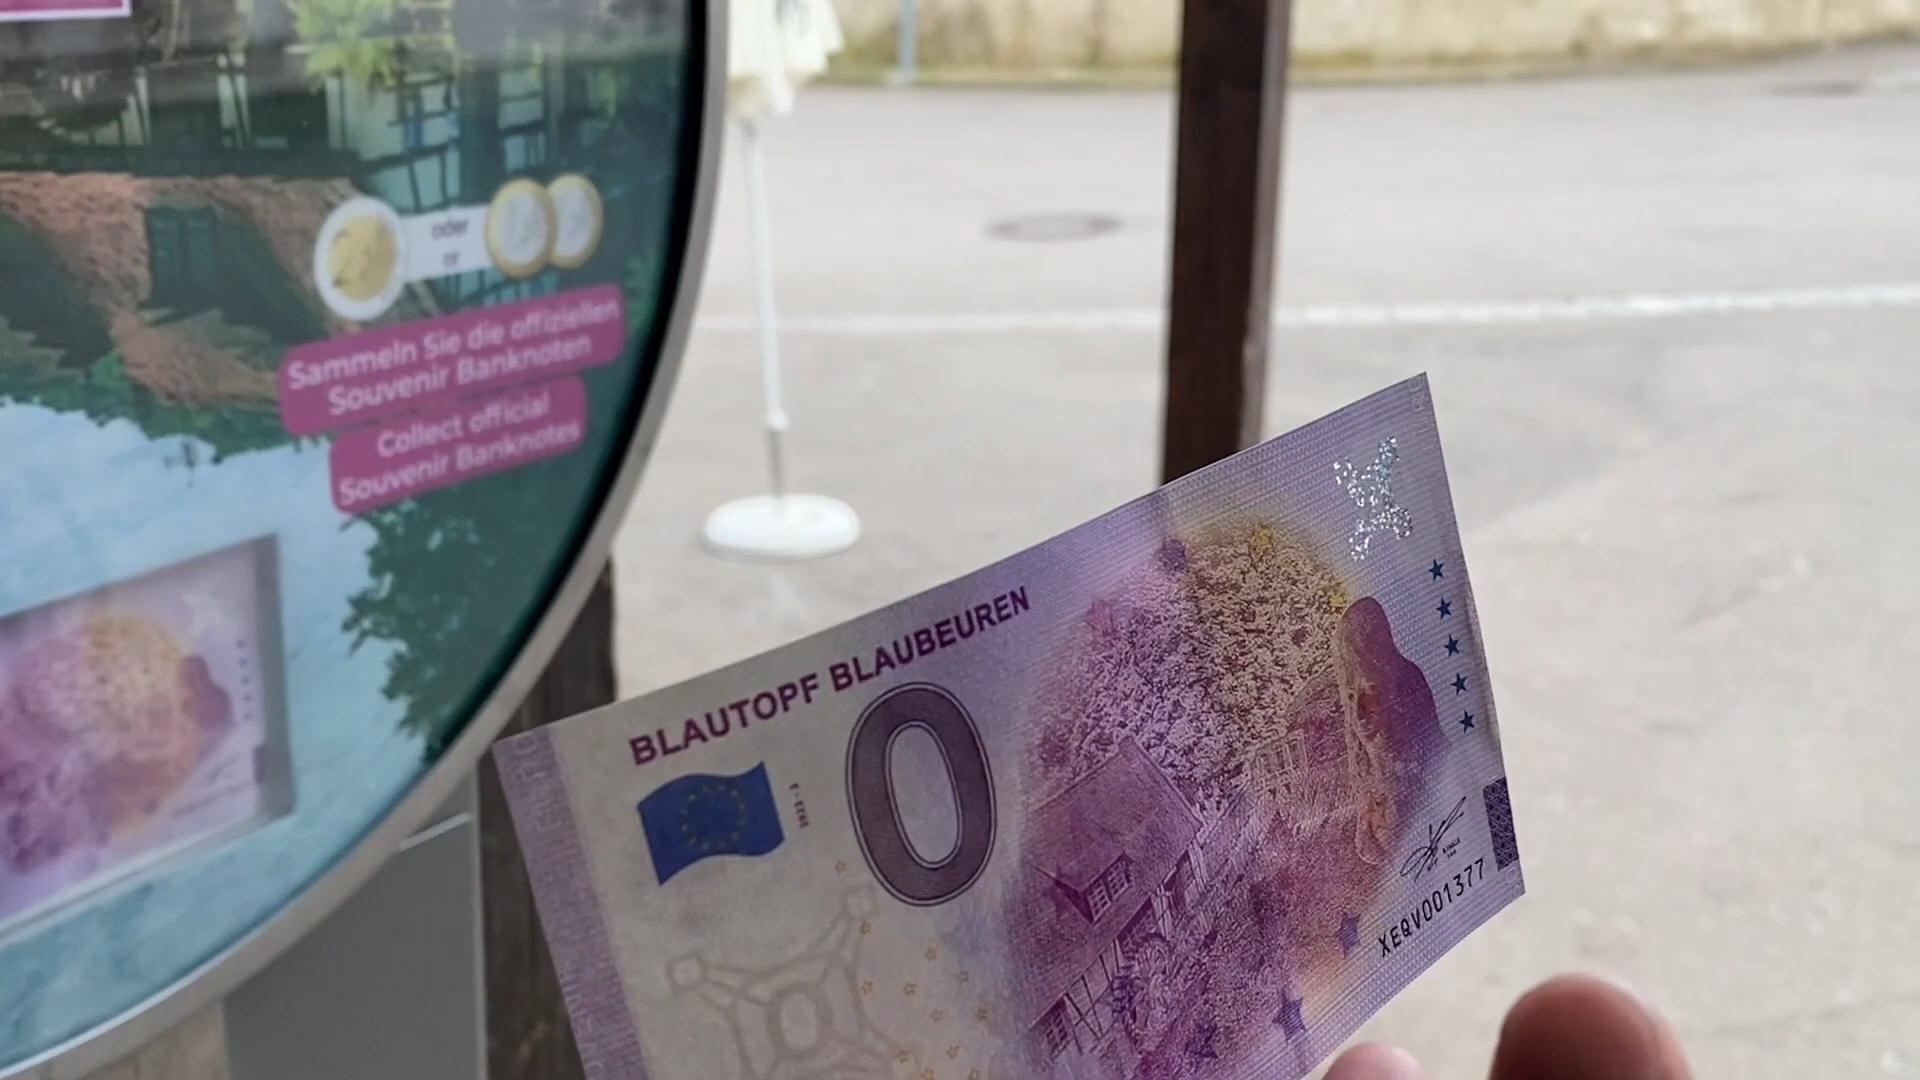 oder
or
Sammeln Sie die offiziellen
Souvenir Banknoten
Collect official
Souvenir Banknotes
BLAUTOPF BLAUBEUREN
0
XEQV001377